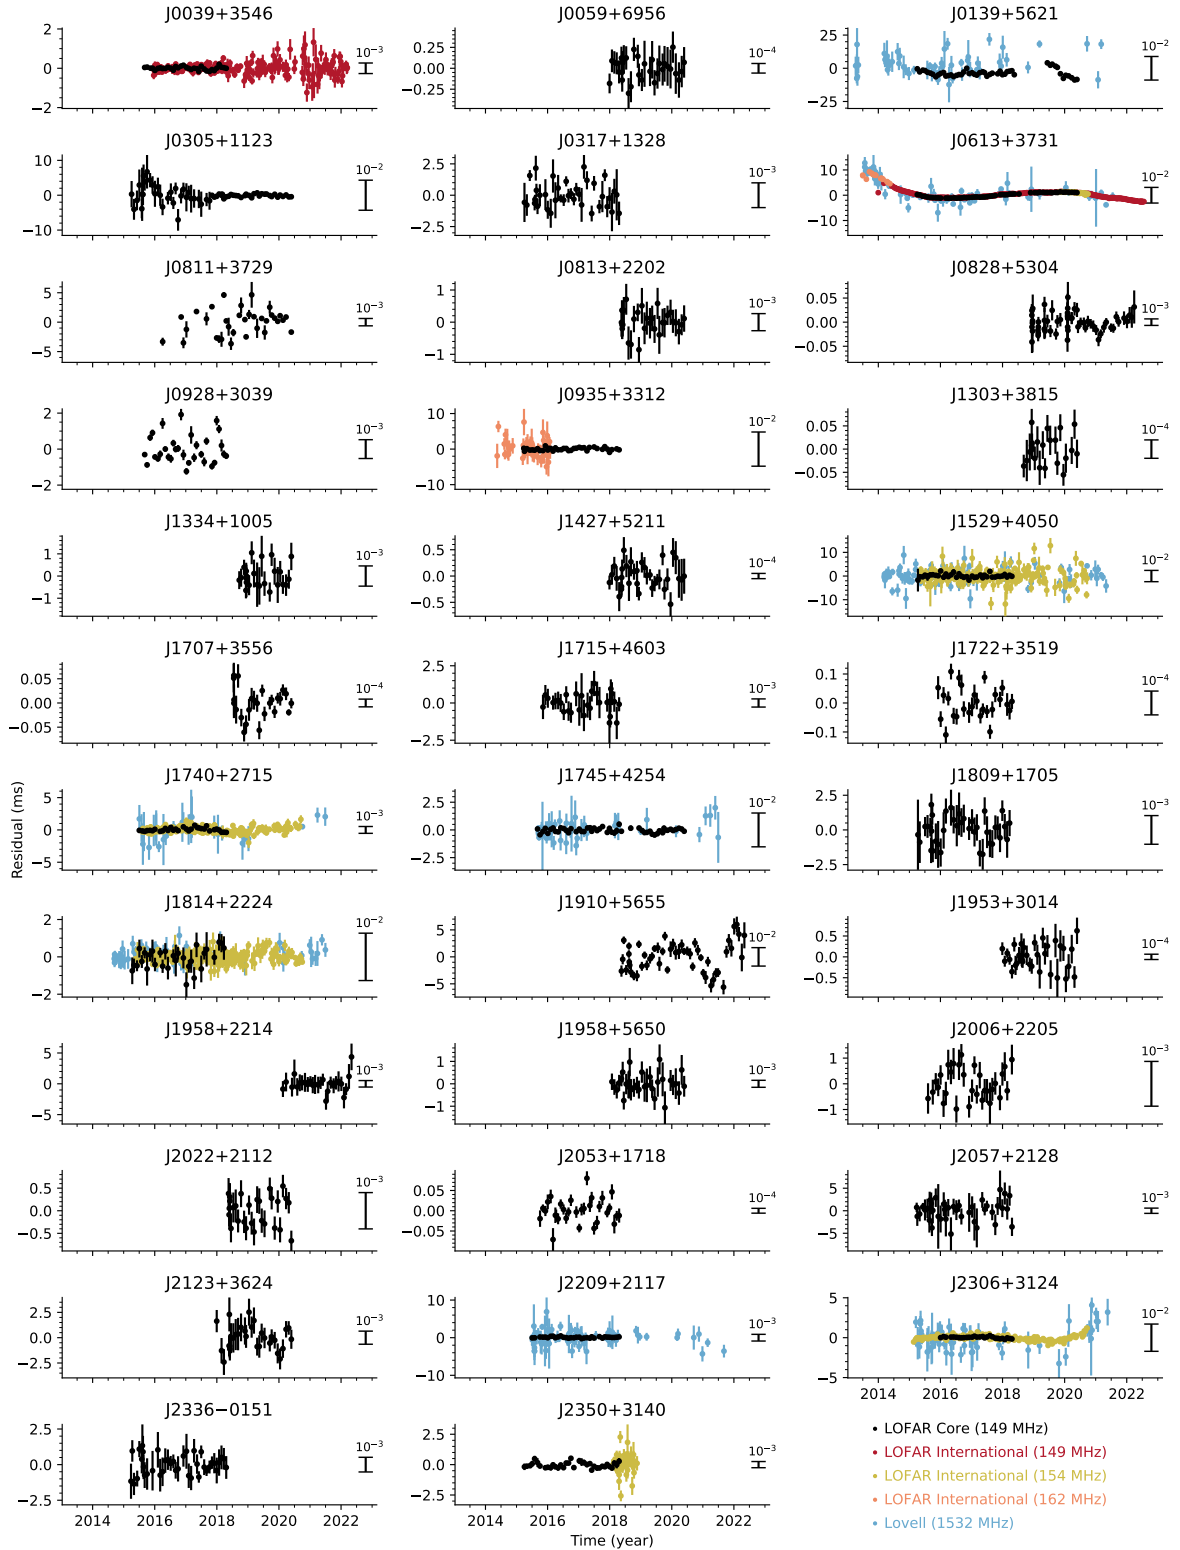 J0039+3546
J0059+6956
J0139+5621
2
0
−2
10⁻³
0.25
0.00
−0.25
10⁻⁴
25
0
−25
10⁻²
J0305+1123
J0317+1328
J0613+3731
10
0
−10
10⁻²
2.5
0.0
−2.5
10⁻³
10
0
−10
10⁻²
2014 2016 2018 2020 2022
2014 2016 2018 2020 2022
J0811+3729
J0813+2202
J0828+5304
5
0
−5
10⁻³
1
0
−1
10⁻³
0.05
0.00
−0.05
10⁻³
J0928+3039
J0935+3312
J1303+3815
2
0
−2
10⁻³
10
0
−10
10⁻²
0.05
0.00
−0.05
10⁻⁴
J1334+1005
J1427+5211
J1529+4050
1
0
−1
10⁻³
0.5
0.0
−0.5
10⁻⁴
10
0
−10
10⁻²
J1707+3556
J1715+4603
J1722+3519
0.05
0.00
−0.05
10⁻⁴
2.5
0.0
−2.5
10⁻³
0.1
0.0
−0.1
10⁻⁴
Residual (ms)
J1740+2715
J1745+4254
J1809+1705
5
0
−5
10⁻³
2.5
0.0
−2.5
10⁻²
2.5
0.0
−2.5
10⁻³
J1814+2224
J1910+5655
J1953+3014
2
0
−2
10⁻²
5
0
−5
10⁻²
0.5
0.0
−0.5
10⁻⁴
J1958+2214
J1958+5650
J2006+2205
5
0
−5
10⁻³
1
0
−1
10⁻³
1
0
−1
10⁻³
J2022+2112
J2053+1718
J2057+2128
0.5
0.0
−0.5
10⁻³
0.05
0.00
−0.05
10⁻⁴
5
0
−5
10⁻³
J2123+3624
J2209+2117
J2306+3124
2.5
0.0
−2.5
10⁻³
10
0
−10
10⁻³
5
0
−5
10⁻²
2014 2016 2018 2020 2022
J2336−0151
J2350+3140
2.5
0.0
−2.5
10⁻³
2.5
0.0
−2.5
10⁻³
2014 2016 2018 2020 2022
2014 2016 2018 2020 2022
Time (year)
LOFAR Core (149 MHz)
LOFAR International (149 MHz)
LOFAR International (154 MHz)
LOFAR International (162 MHz)
Lovell (1532 MHz)